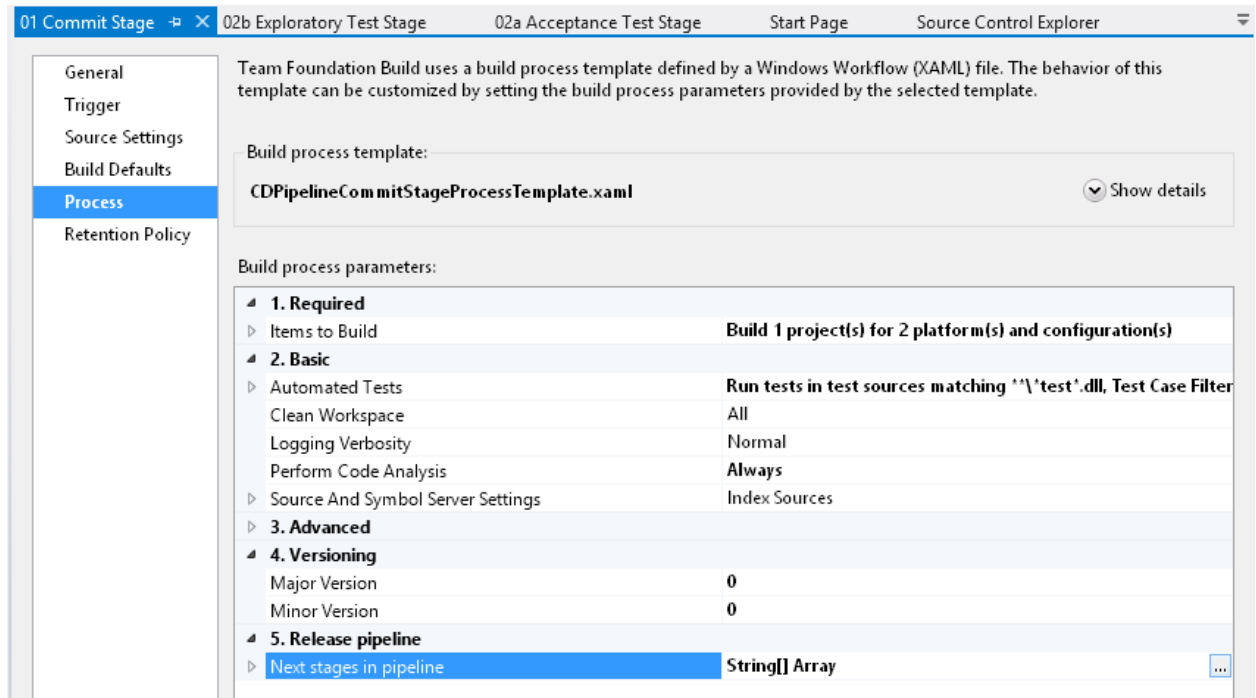 01 Commit Stage 02b Exploratory Test Stage 02a Acceptance Test Stage Start Page Source Control Explorer
General
Trigger
Source Settings
Build Defaults
Process
Retention Policy
Team Foundation Build uses a build process template defined by a Windows Workflow (XAML) file. The behavior of this
template can be customized by setting the build process parameters provided by the selected template.
Build process template:
CDPipelineCommitStageProcessTemplate.xaml Show details
Build process parameters:
1. Required
Items to Build Build 1 project(s) for 2 platform(s) and configuration(s)
2. Basic
Automated Tests Run tests in test sources matching **\*test*.dll, Test Case Filter
Clean Workspace All
Logging Verbosity Normal
Perform Code Analysis Always
Source And Symbol Server Settings Index Sources
3. Advanced
4. Versioning
Major Version 0
Minor Version 0
5. Release pipeline
Next stages in pipeline String[] Array ...